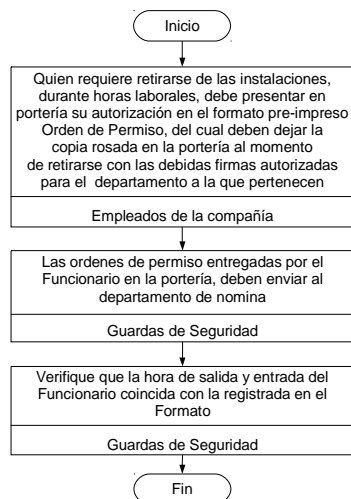 Inicio
Quien requiere retirarse de las instalaciones,
durante horas laborales, debe presentar en
portería su autorización en el formato pre-impreso
Orden de Permiso, del cual deben dejar la
copia rosada en la portería al momento
de retirarse con las debidas firmas autorizadas
para el departamento a la que pertenecen
Empleados de la compañía
Las ordenes de permiso entregadas por el
Funcionario en la portería, deben enviar al
departamento de nomina
Guardas de Seguridad
Verifique que la hora de salida y entrada del
Funcionario coincida con la registrada en el
Formato
Guardas de Seguridad
Fin